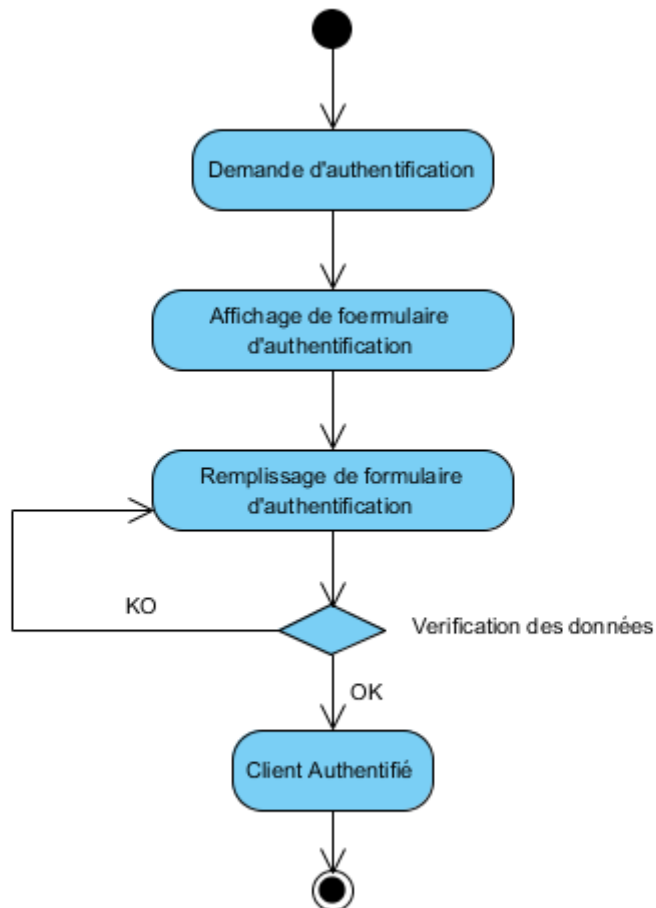 Demande d'authentification
Affichage de foermulaire
d'authentification
Remplissage de formulaire
d'authentification
KO
Verification des données
OK
Client Authentifié